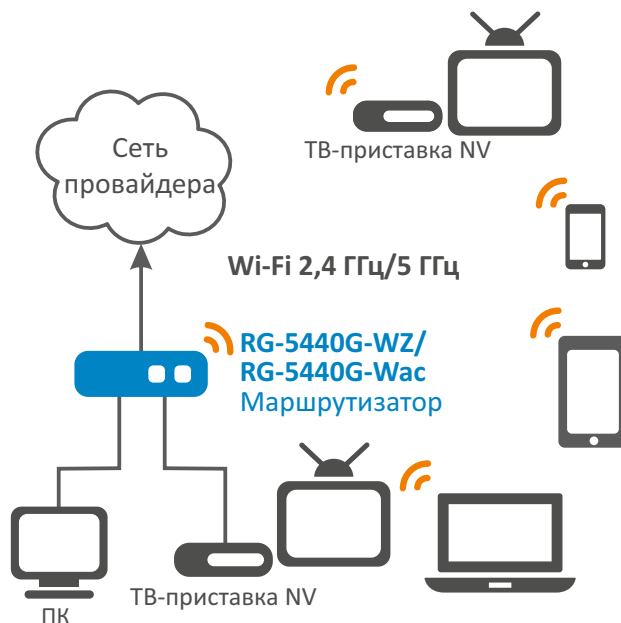 Сеть
провайдера
ТВ-приставка NV
Wi-Fi 2,4 ГГц/5 ГГц
RG-5440G-WZ/
RG-5440G-Wac
Маршрутизатор
ТВ-приставка NV
ПК